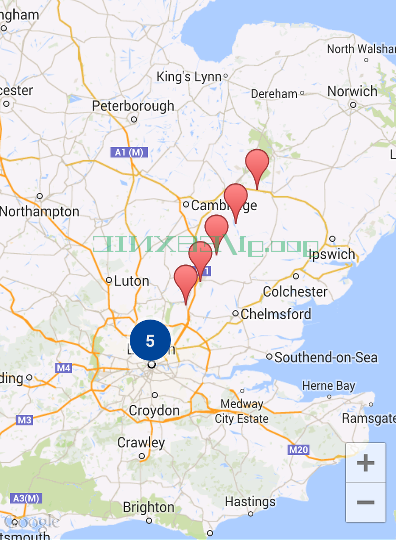 ngham
North Walsham
King's Lynn
cester
Dereham
Norwich
Peterborough
A1 (M)
Northampton
Cambridge
Ipswich
Luton
Colchester
Chelmsford
5
M4
Southend-on-Sea
ding
Herne Bay
Croydon
Medway
City Estate
Ramsgate
M3
Crawley
M20
+
A3(M)
Hastings
−
Google
Brighton
tsmouth